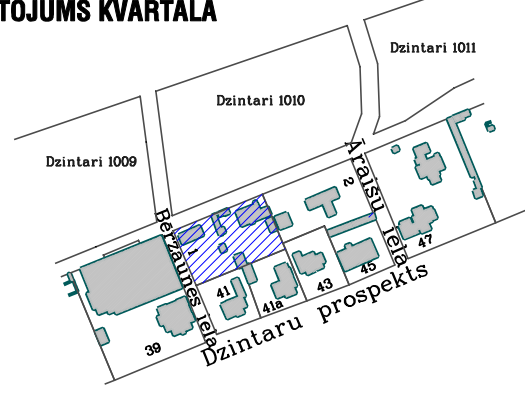 TOJUMS KVARTALA
Dzintari 1011
Dzintari 1010
Dzintari 1009
Araišu iela
2
Bērzaunes iela
1
47
45
43
41
41a
39
Dzintaru prospekts